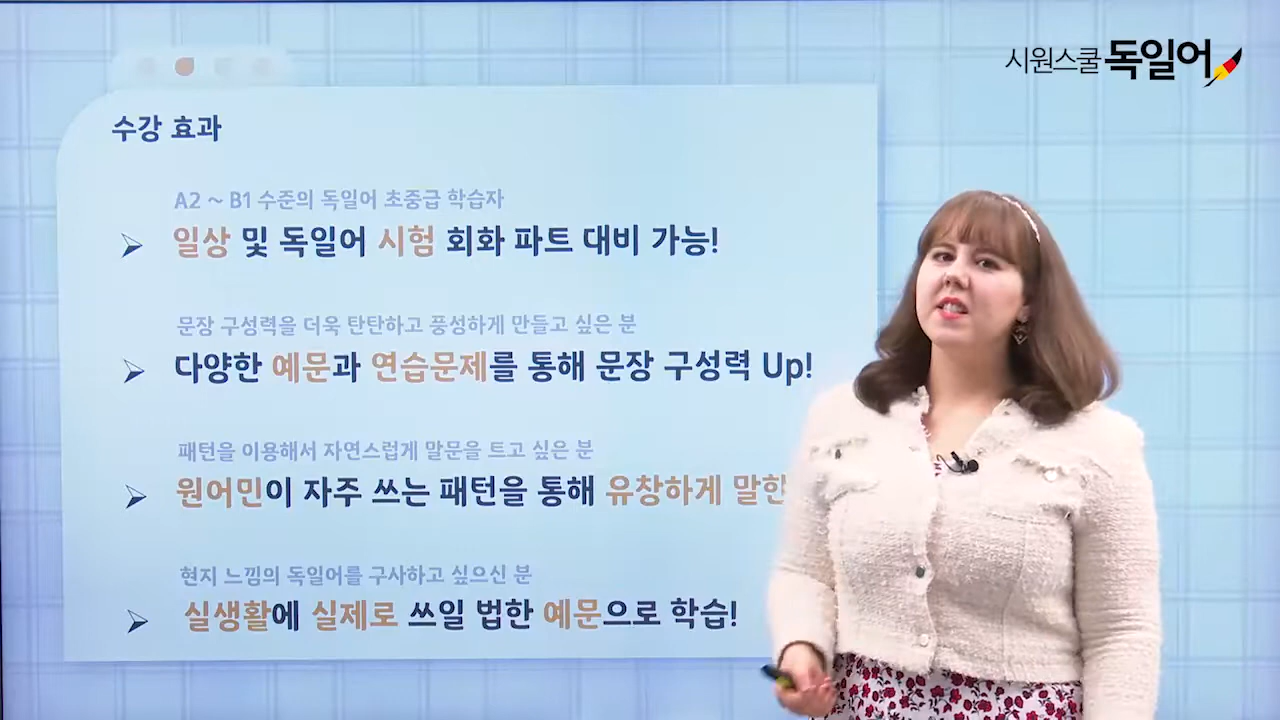 시원스쿨 독일어
수강 효과
A2 ~ B1 수준의 독일어 초중급 학습자
➢ 일상 및 독일어 시험 회화 파트 대비 가능!
문장 구성력을 더욱 탄탄하고 풍성하게 만들고 싶은 분
➢ 다양한 예문과 연습문제를 통해 문장 구성력 Up!
패턴을 이용해서 자연스럽게 말문을 트고 싶은 분
➢ 원어민이 자주 쓰는 패턴을 통해 유창하게
현지 느낌의 독일어를 구사하고 싶으신 분
➢ 실생활에 실제로 쓰일 법한 예문으로 학습!